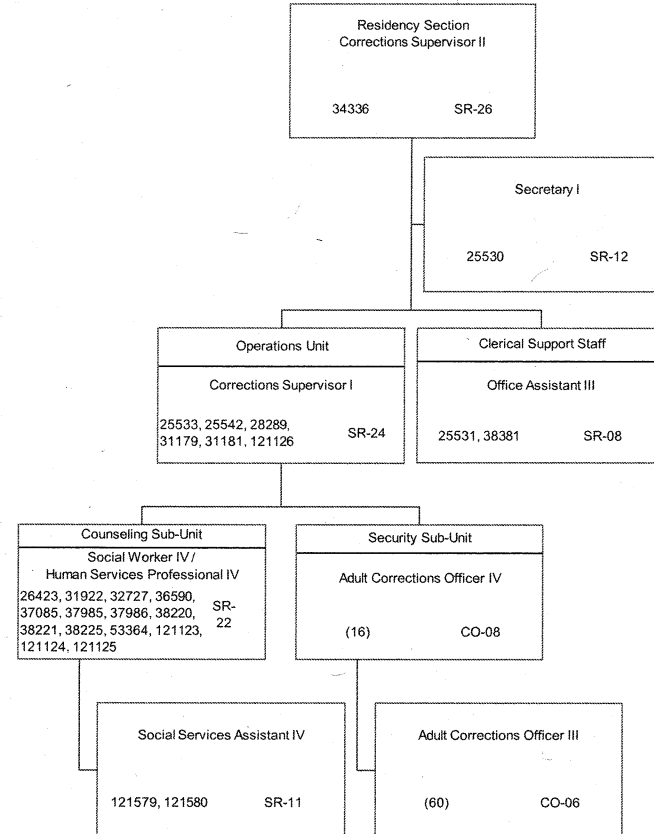 Residency Section
Corrections Supervisor II
34336 SR-26
Secretary I
25530 SR-12
Operations Unit
Corrections Supervisor I
25533, 25542, 28289,
31179, 31181, 121126
SR-24
Clerical Support Staff
Office Assistant III
25531, 38381 SR-08
Counseling Sub-Unit
Social Worker IV /
Human Services Professional IV
26423, 31922, 32727, 36590,
37085, 37985, 37986, 38220,
38221, 38225, 53364, 121123,
121124, 121125
SR-
22
Security Sub-Unit
Adult Corrections Officer IV
(16) CO-08
Social Services Assistant IV
121579, 121580 SR-11
Adult Corrections Officer III
(60) CO-06